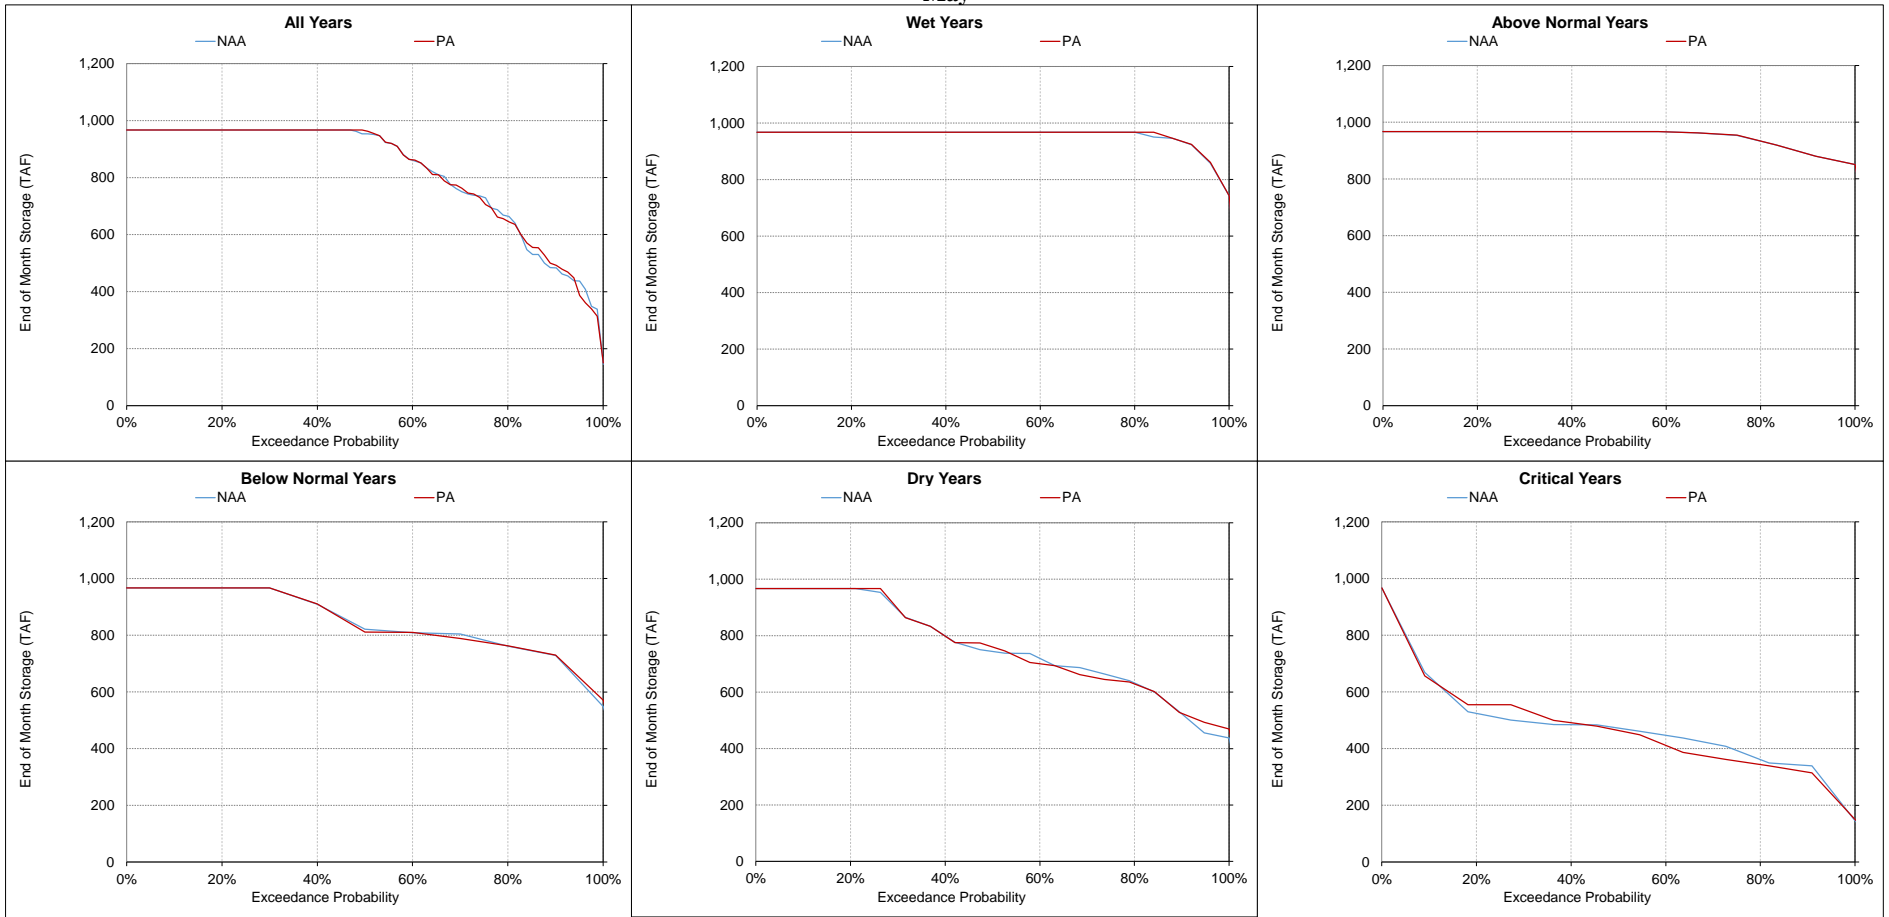 May
All Years
NAA PA
1,200
1,000
800
600
400
200
0
End of Month Storage (TAF)
0% 20% 40% 60% 80% 100%
Exceedance Probability
Wet Years
NAA PA
1,200
1,000
800
600
400
200
0
End of Month Storage (TAF)
0% 20% 40% 60% 80% 100%
Exceedance Probability
Above Normal Years
NAA PA
1,200
1,000
800
600
400
200
0
End of Month Storage (TAF)
0% 20% 40% 60% 80% 100%
Exceedance Probability
Below Normal Years
NAA PA
1,200
1,000
800
600
400
200
0
End of Month Storage (TAF)
0% 20% 40% 60% 80% 100%
Exceedance Probability
Dry Years
NAA PA
1,200
1,000
800
600
400
200
0
End of Month Storage (TAF)
0% 20% 40% 60% 80% 100%
Exceedance Probability
Critical Years
NAA PA
1,200
1,000
800
600
400
200
0
End of Month Storage (TAF)
0% 20% 40% 60% 80% 100%
Exceedance Probability